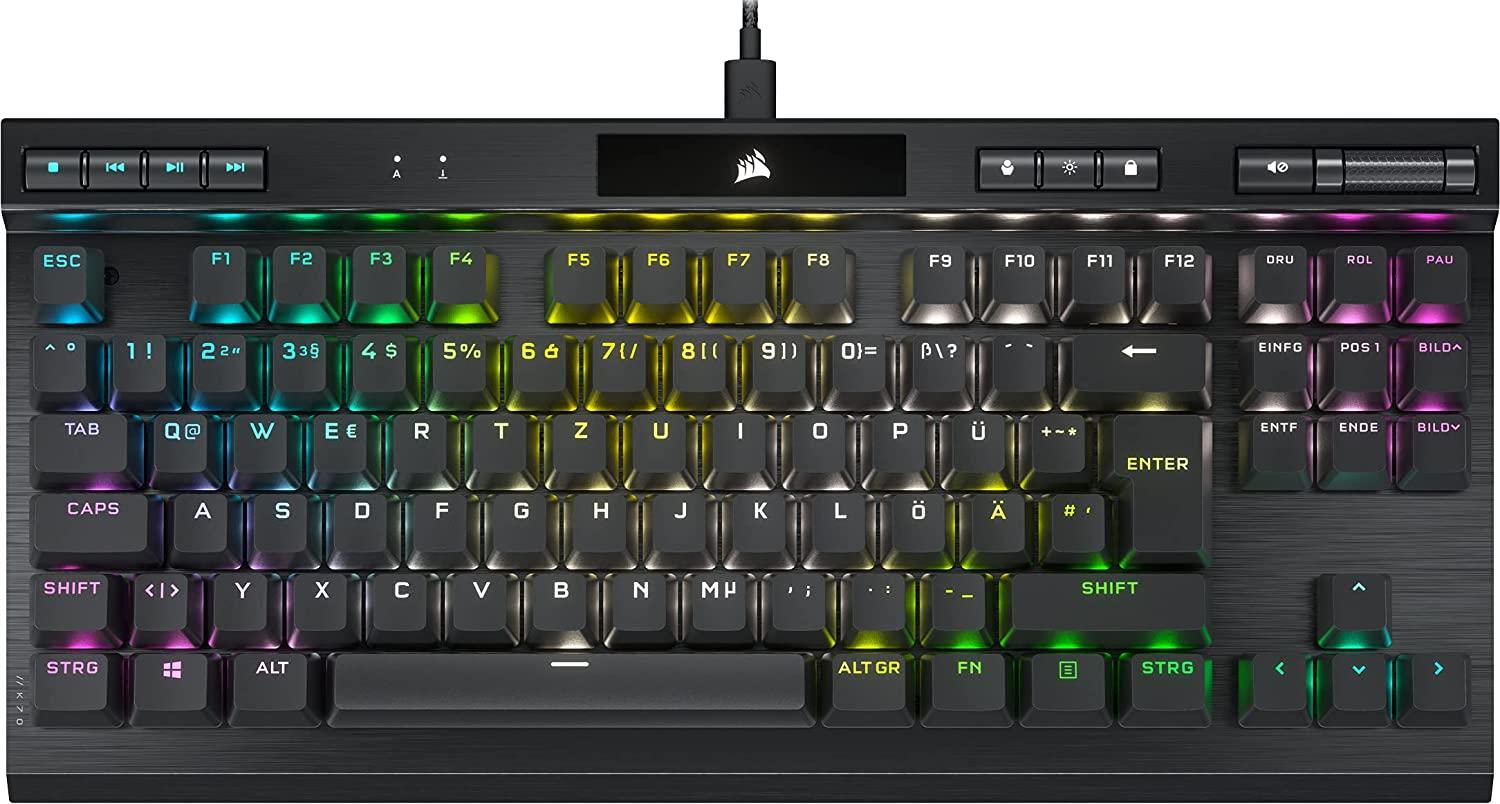 A
ESC F1 F2 F3 F4 F5 F6 F7 F8 F9 F10 F11 F12 DRU ROL PAU
^ ° 1 ! 2 ² " 3 ³ § 4 $ 5 % 6 & 7 { / 8 [ ( 9 ] ) 0 } = ß \ ? ´ ` ← EINFG POS 1 BILD^
TAB Q @ W E € R T Z U I O P Ü + ~ * ENTER ENTF ENDE BILD˅
CAPS A S D F G H J K L Ö Ä # '
SHIFT < | > Y X C V B N M µ , ; . : - _ SHIFT ^
STRG ALT ALT GR FN STRG < ˅ >
// K70